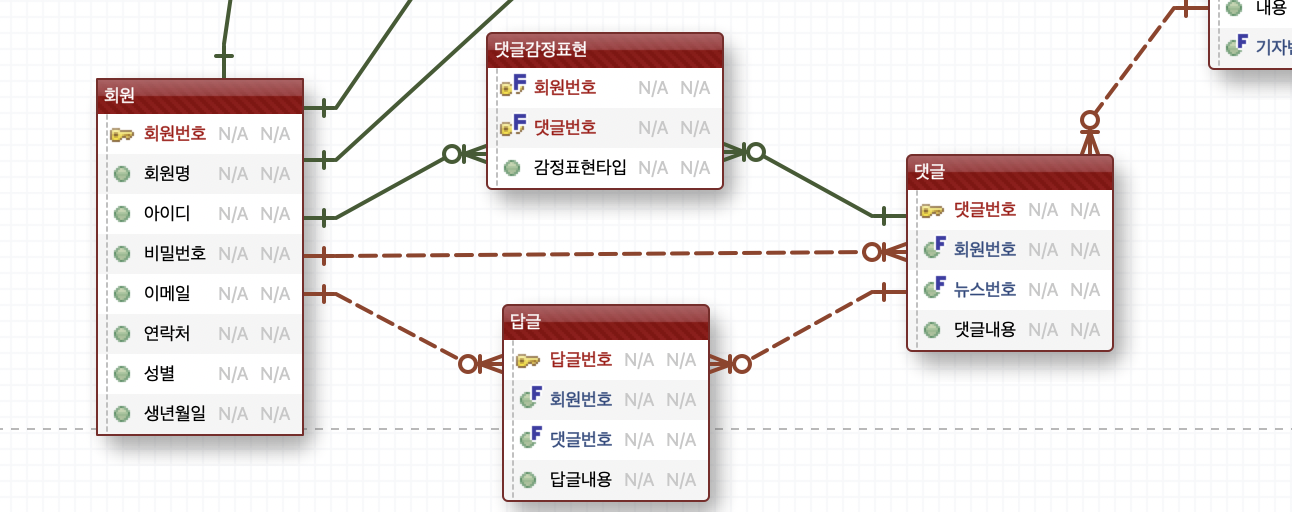 회원
회원번호 N/A N/A
회원명 N/A N/A
아이디 N/A N/A
비밀번호 N/A N/A
이메일 N/A N/A
연락처 N/A N/A
성별 N/A N/A
생년월일 N/A N/A
댓글감정표현
F 회원번호 N/A N/A
F 댓글번호 N/A N/A
감정표현타입 N/A N/A
답글
답글번호 N/A N/A
F 회원번호 N/A N/A
F 댓글번호 N/A N/A
답글내용 N/A N/A
내용
F 기자
댓글
댓글번호 N/A N/A
F 회원번호 N/A N/A
F 뉴스번호 N/A N/A
댓글내용 N/A N/A